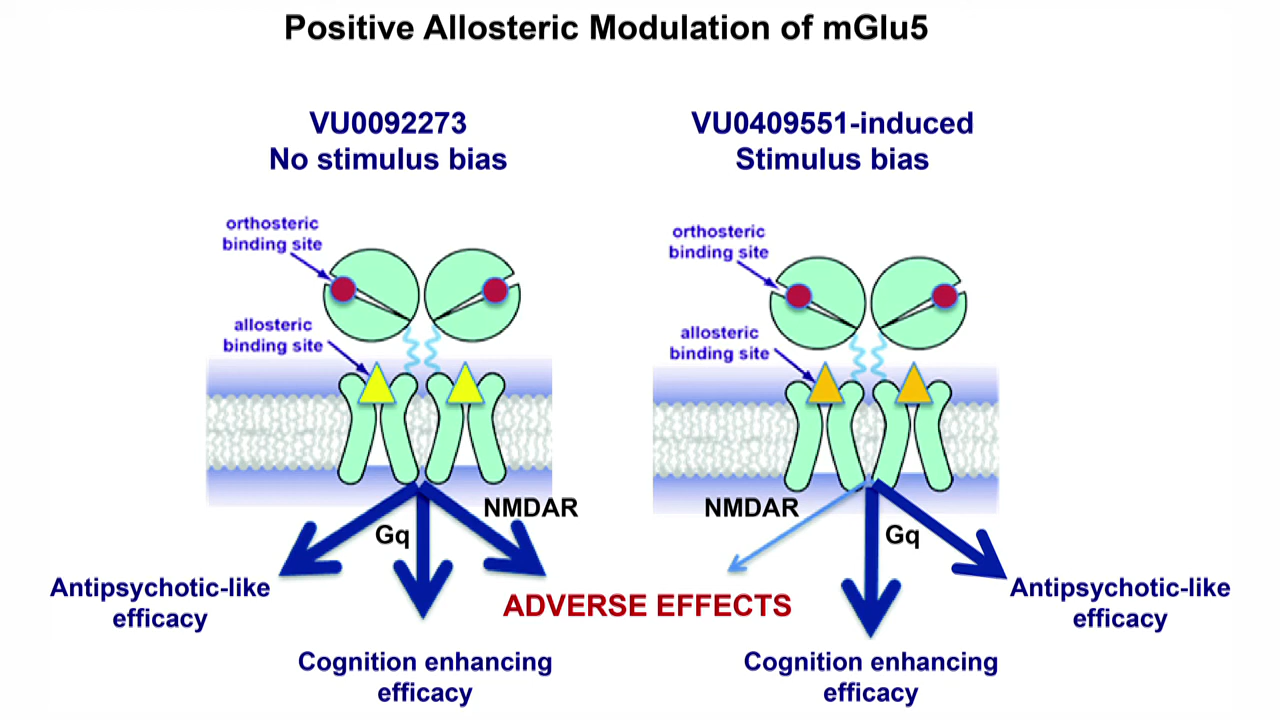 Positive Allosteric Modulation of mGlu5
VU0092273
No stimulus bias
orthosteric
binding site
allosteric
binding site
NMDAR
Gq
Antipsychotic-like
efficacy
Cognition enhancing
efficacy
ADVERSE EFFECTS
VU0409551-induced
Stimulus bias
orthosteric
binding site
allosteric
binding site
NMDAR
Gq
Antipsychotic-like
efficacy
Cognition enhancing
efficacy